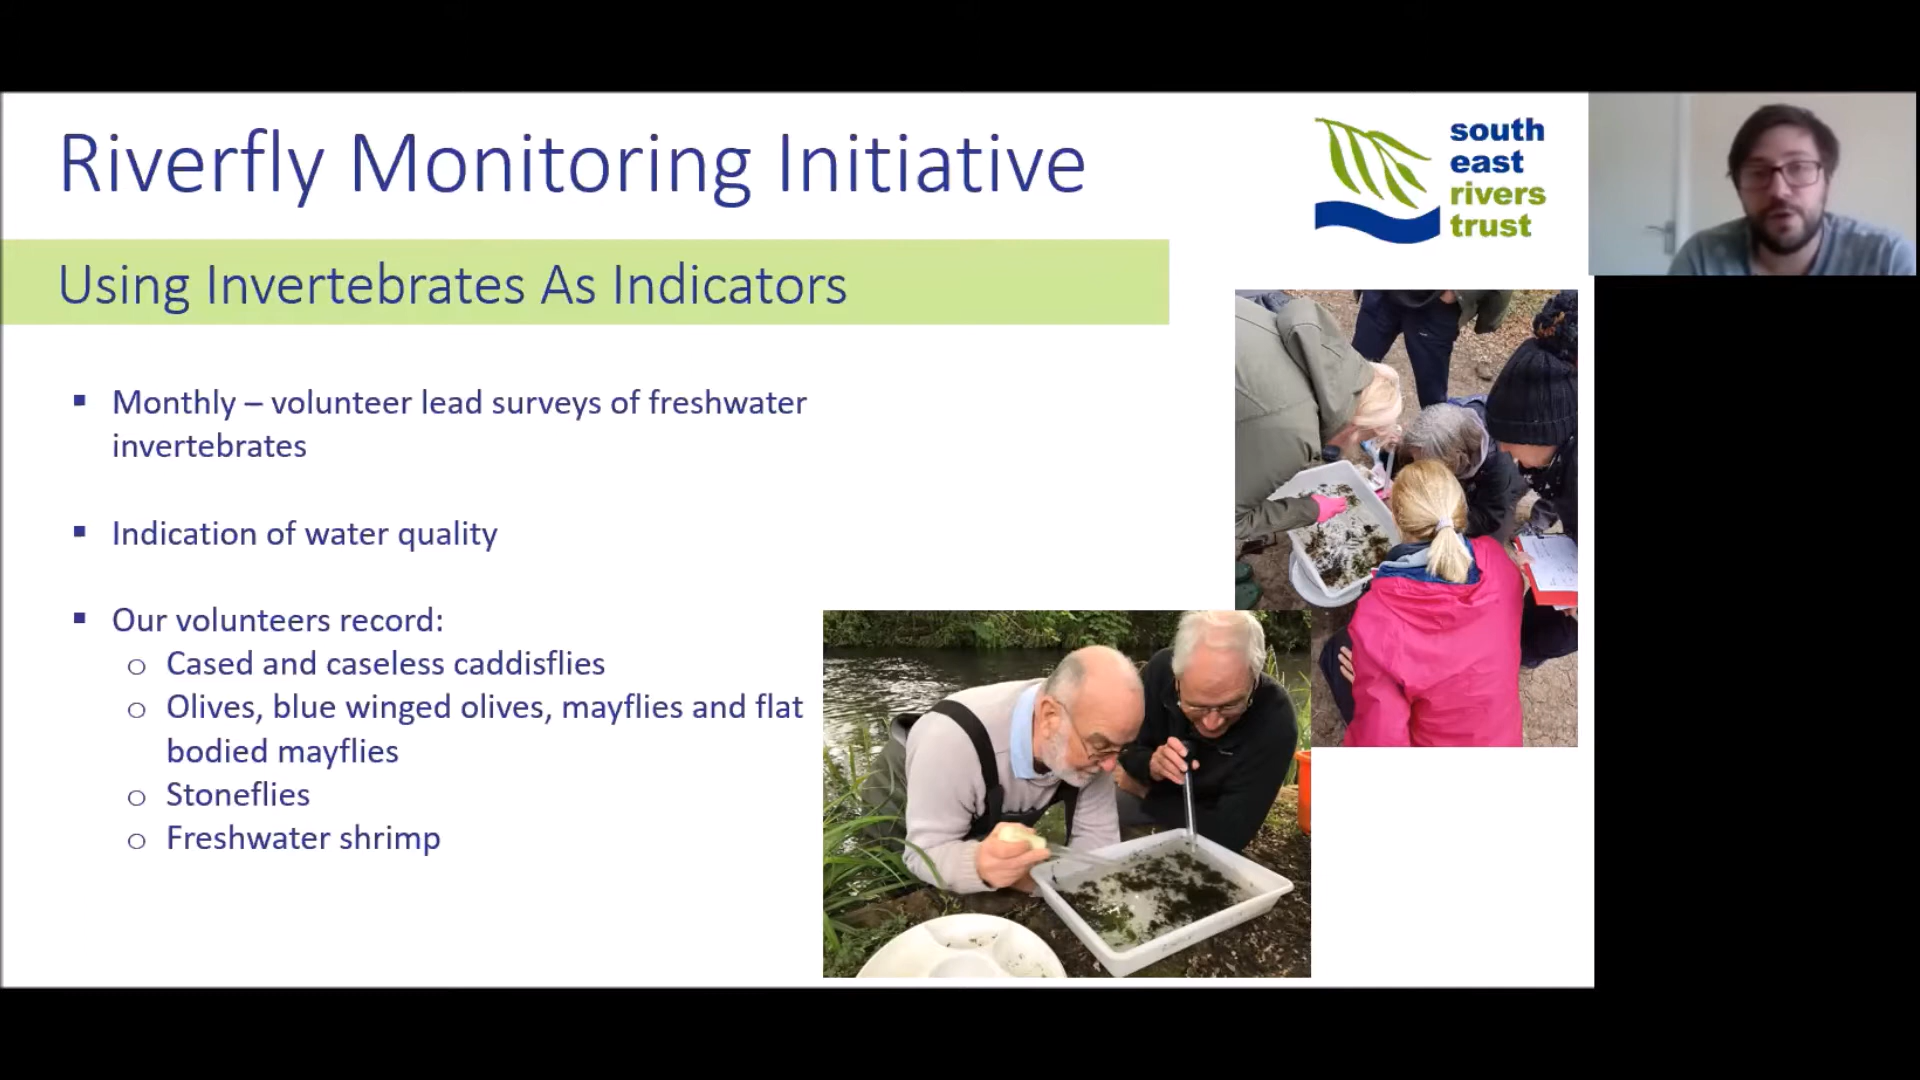 Riverfly Monitoring Initiative
south
east
rivers
trust
Using Invertebrates As Indicators
▪ Monthly – volunteer lead surveys of freshwater
invertebrates
▪ Indication of water quality
▪ Our volunteers record:
o Cased and caseless caddisflies
o Olives, blue winged olives, mayflies and flat
bodied mayflies
o Stoneflies
o Freshwater shrimp